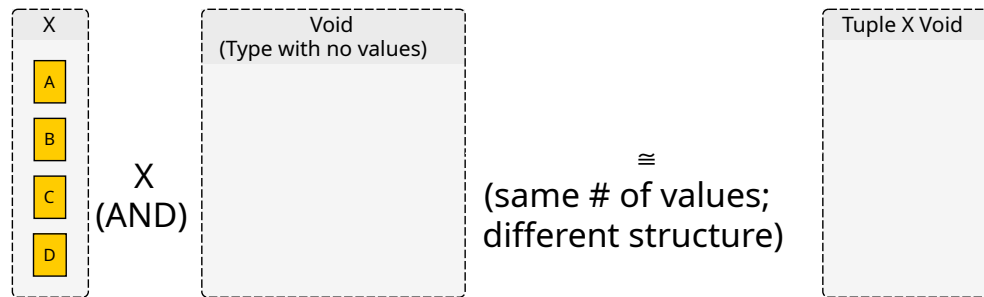 X
A
B
C
D
X
(AND)
Void
(Type with no values)
≅
(same # of values;
different structure)
Tuple X Void